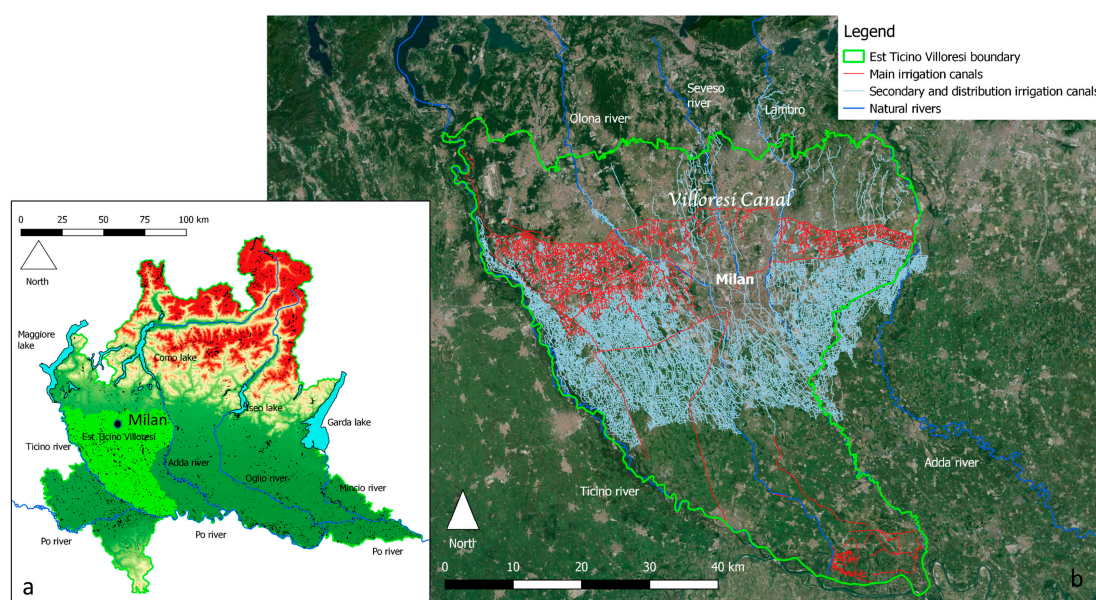 Legend
Est Ticino Villoresi boundary
Main irrigation canals
Secondary and distribution irrigation canals
Natural rivers
Seveso
river
Lambro
Olona river
Villoresi Canal
Milan
Adda river
Ticino river
North
0 10 20 30 40 km
b
0 25 50 75 100 km
North
Maggiore
lake
Como lake
Iseo lake
Garda lake
Milan
Est Ticino Villoresi
Ticino river
Adda river
Oglio river
Mincio river
Po river
Po river
Po river
a